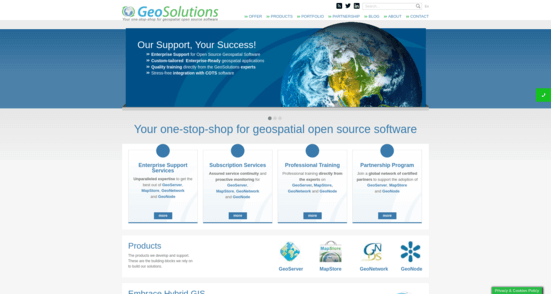 GeoSolutions
Your one-stop-shop for geospatial open source software
OFFER PRODUCTS PORTFOLIO PARTNERSHIP BLOG ABOUT CONTACT
Our Support, Your Success!
Enterprise Support for Open Source Geospatial Software
Custom-tailored Enterprise-Ready geospatial applications
Quality training directly from the GeoSolutions experts
Stress-free integration with COTS software
Your one-stop-shop for geospatial open source software
Enterprise Support
Services
Unparalleled expertise to get the
best out of GeoServer,
MapStore, GeoNetwork
and GeoNode
more
Subscription Services
Assured service continuity and
proactive monitoring for
GeoServer,
MapStore, GeoNetwork
and GeoNode
more
Professional Training
Professional training directly from
the experts on
GeoServer, MapStore,
GeoNetwork and GeoNode
more
Partnership Program
Join a global network of certified
partners to support the adoption of
GeoServer, MapStore
and GeoNode
more
Products
The products we develop and support.
These are the building-blocks we rely on
to build our solutions.
GeoServer
MapStore
MapStore
GeoNetwork
GeoNode
Embrace Hybrid GIS
Privacy & Cookies Policy